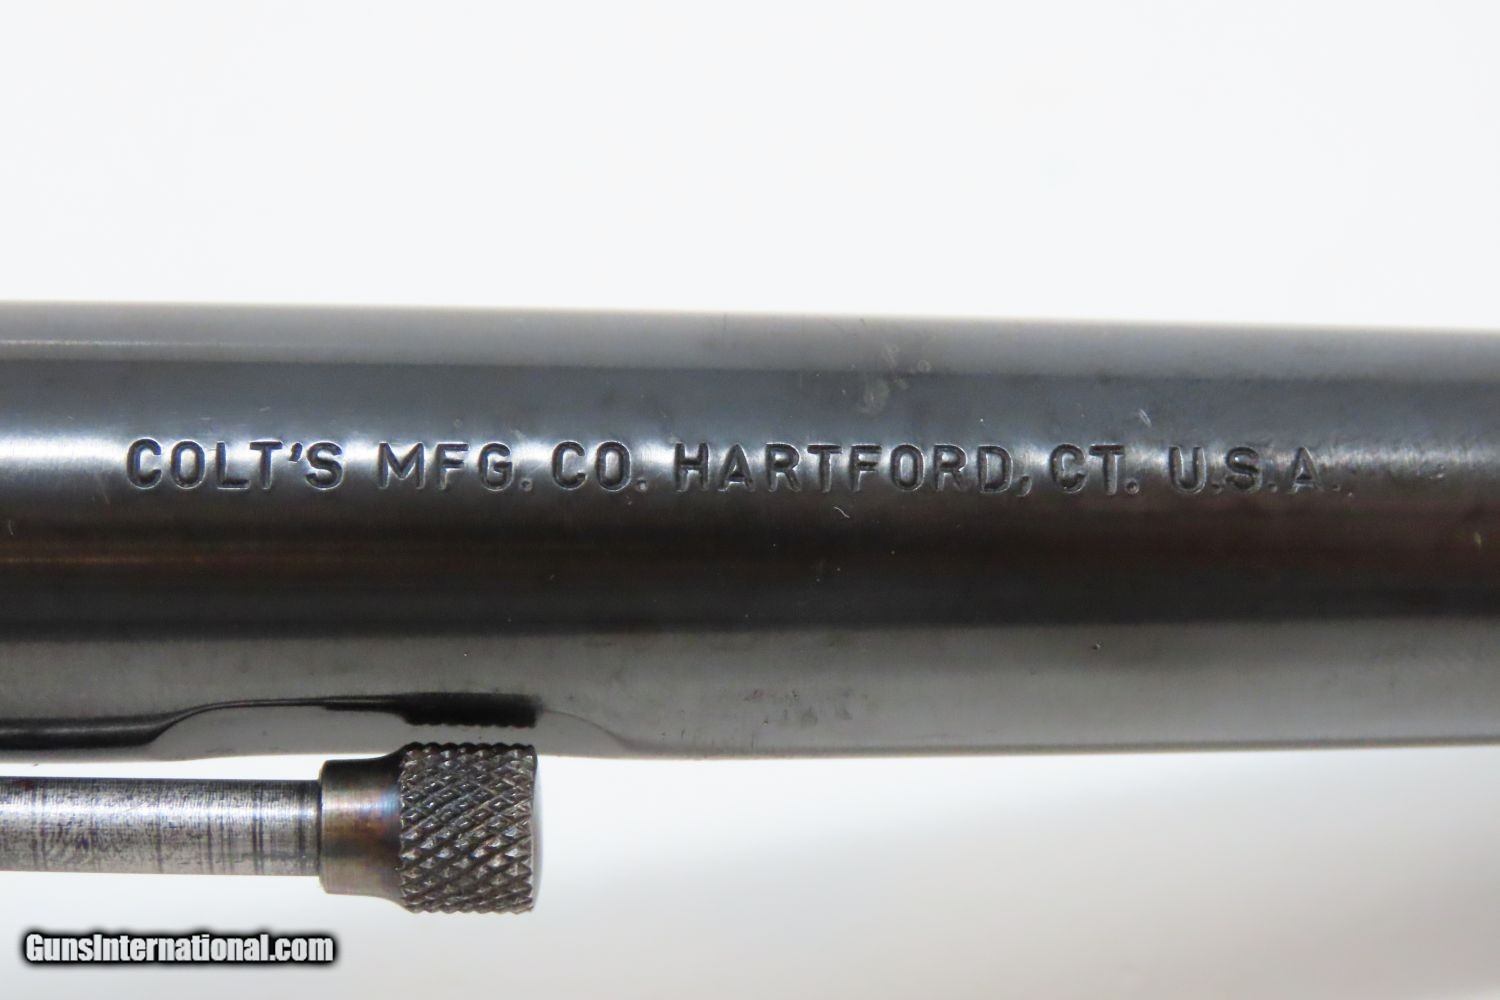 COLT'S MFG. CO. HARTFORD, CT. U.S.A.
GunsInternational.com